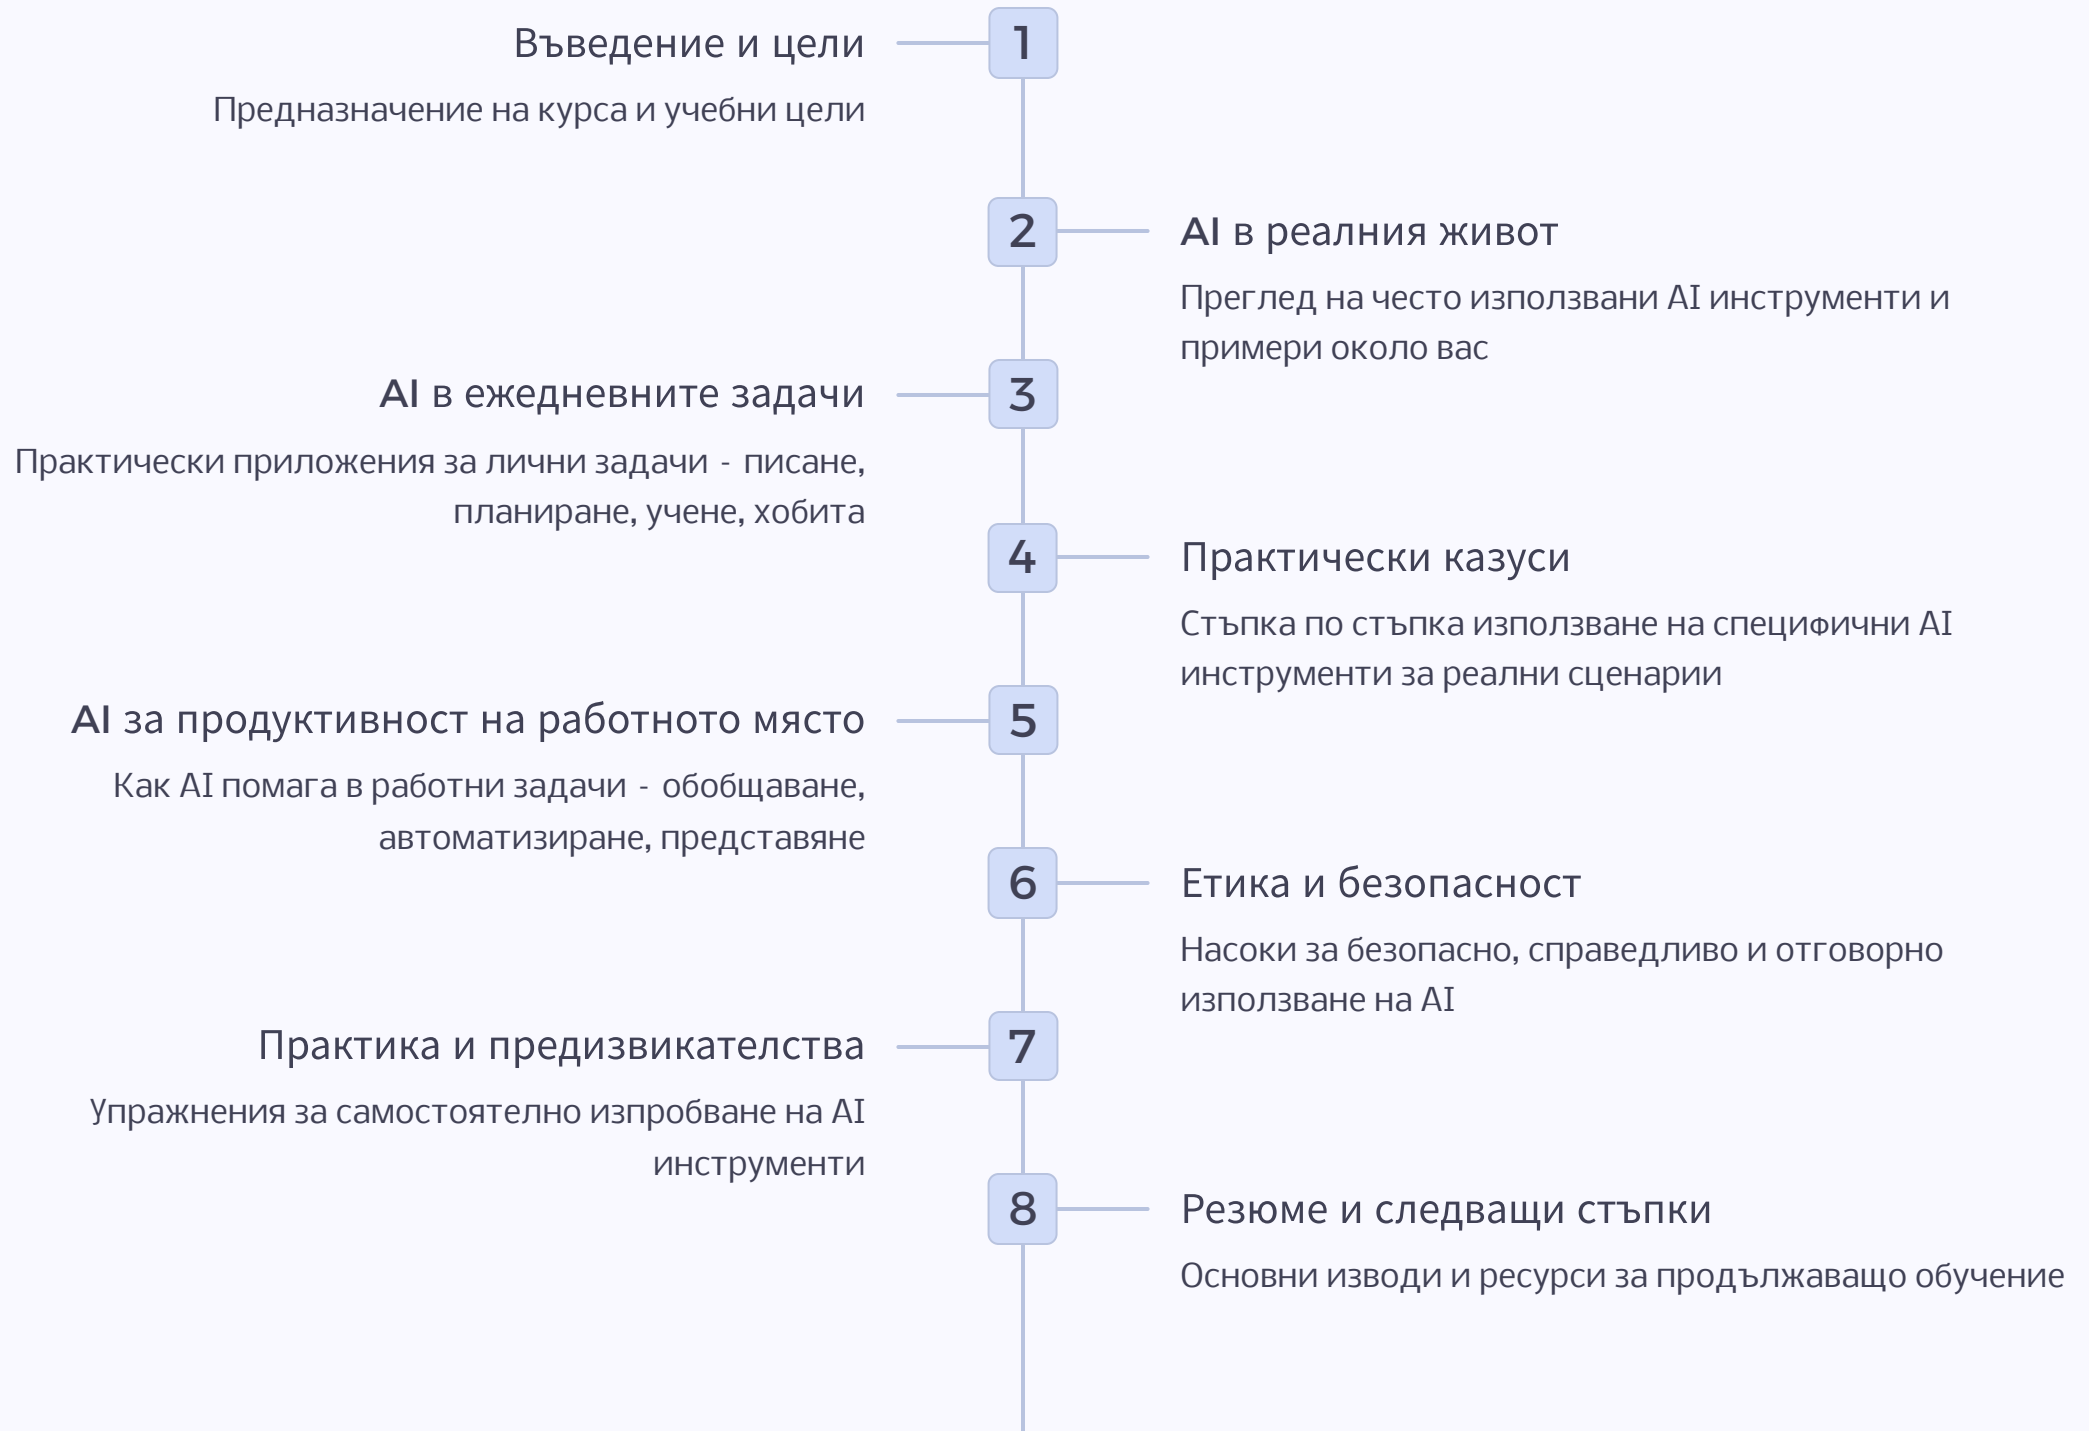 Въведение и цели
1
Предназначение на курса и учебни цели
2
AI в реалния живот
Преглед на често използвани AI инструменти и
примери около вас
AI в ежедневните задачи
3
Практически приложения за лични задачи - писане,
планиране, учене, хобита
4
Практически казуси
Стъпка по стъпка използване на специфични AI
инструменти за реални сценарии
AI за продуктивност на работното място
5
Как AI помага в работни задачи - обобщаване,
автоматизиране, представяне
6
Етика и безопасност
Насоки за безопасно, справедливо и отговорно
използване на AI
Практика и предизвикателства
7
Упражнения за самостоятелно изпробване на AI
инструменти
8
Резюме и следващи стъпки
Основни изводи и ресурси за продължаващо обучение